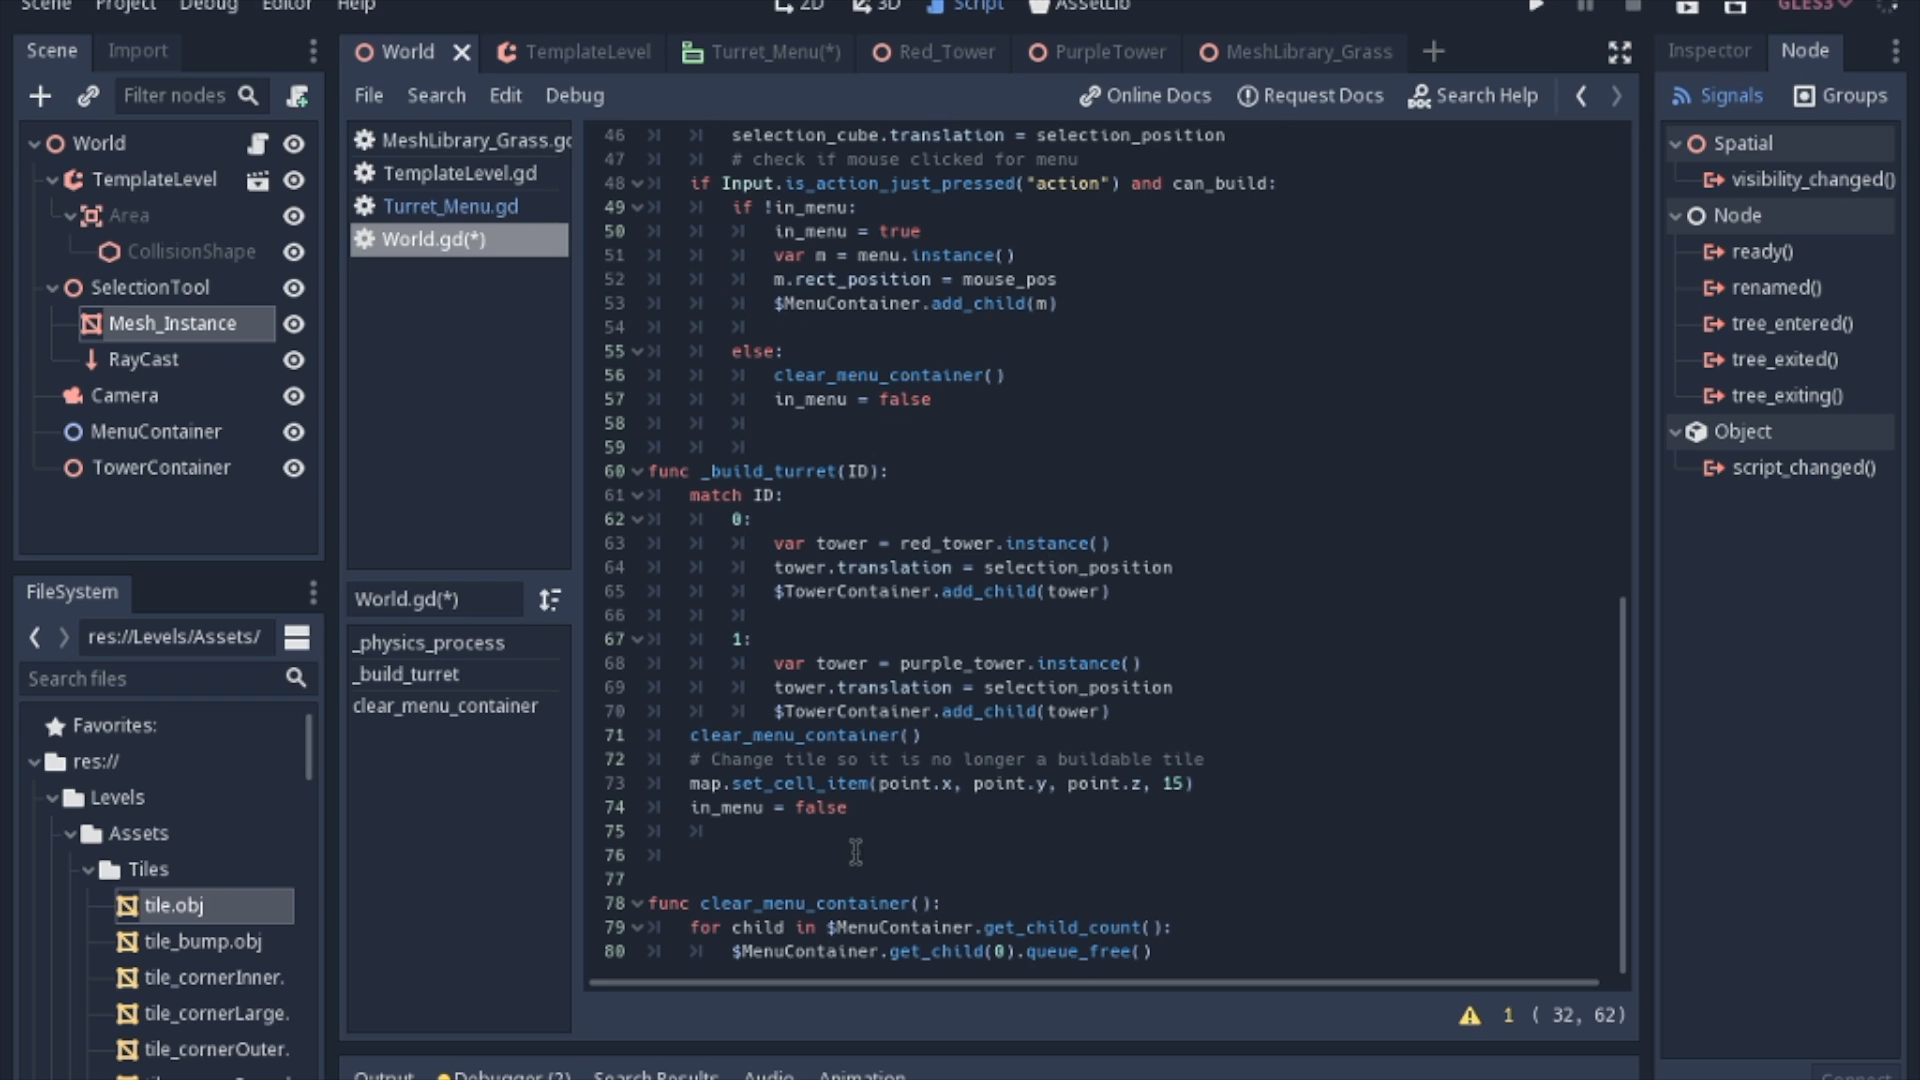 Scene Project Debug Editor Help
2D 3D Script AssetLib
GLES3
Scene Import
World TemplateLevel Turret_Menu(*) Red_Tower PurpleTower MeshLibrary_Grass
Inspector Node
Filter nodes
File Search Edit Debug
Online Docs Request Docs Search Help
Signals Groups
World
TemplateLevel
Area
CollisionShape
SelectionTool
Mesh_Instance
RayCast
Camera
MenuContainer
TowerContainer
FileSystem
res://Levels/Assets/
Search files
Favorites:
res://
Levels
Assets
Tiles
tile.obj
tile_bump.obj
tile_cornerInner.
tile_cornerLarge.
tile_cornerOuter.
MeshLibrary_Grass.gd
TemplateLevel.gd
Turret_Menu.gd
World.gd(*)
World.gd(*)
_physics_process
_build_turret
clear_menu_container
46 selection_cube.translation = selection_position
47 # check if mouse clicked for menu
48 if Input.is_action_just_pressed("action") and can_build:
49 if !in_menu:
50 in_menu = true
51 var m = menu.instance()
52 m.rect_position = mouse_pos
53 $MenuContainer.add_child(m)
54
55 else:
56 clear_menu_container()
57 in_menu = false
58
59
60 func _build_turret(ID):
61 match ID:
62 0:
63 var tower = red_tower.instance()
64 tower.translation = selection_position
65 $TowerContainer.add_child(tower)
66
67 1:
68 var tower = purple_tower.instance()
69 tower.translation = selection_position
70 $TowerContainer.add_child(tower)
71 clear_menu_container()
72 # Change tile so it is no longer a buildable tile
73 map.set_cell_item(point.x, point.y, point.z, 15)
74 in_menu = false
75
76
77
78 func clear_menu_container():
79 for child in $MenuContainer.get_child_count():
80 $MenuContainer.get_child(0).queue_free()
1 ( 32, 62)
Output Debugger (2) Search Results Audio Animation
Spatial
visibility_changed()
Node
ready()
renamed()
tree_entered()
tree_exited()
tree_exiting()
Object
script_changed()
Connect